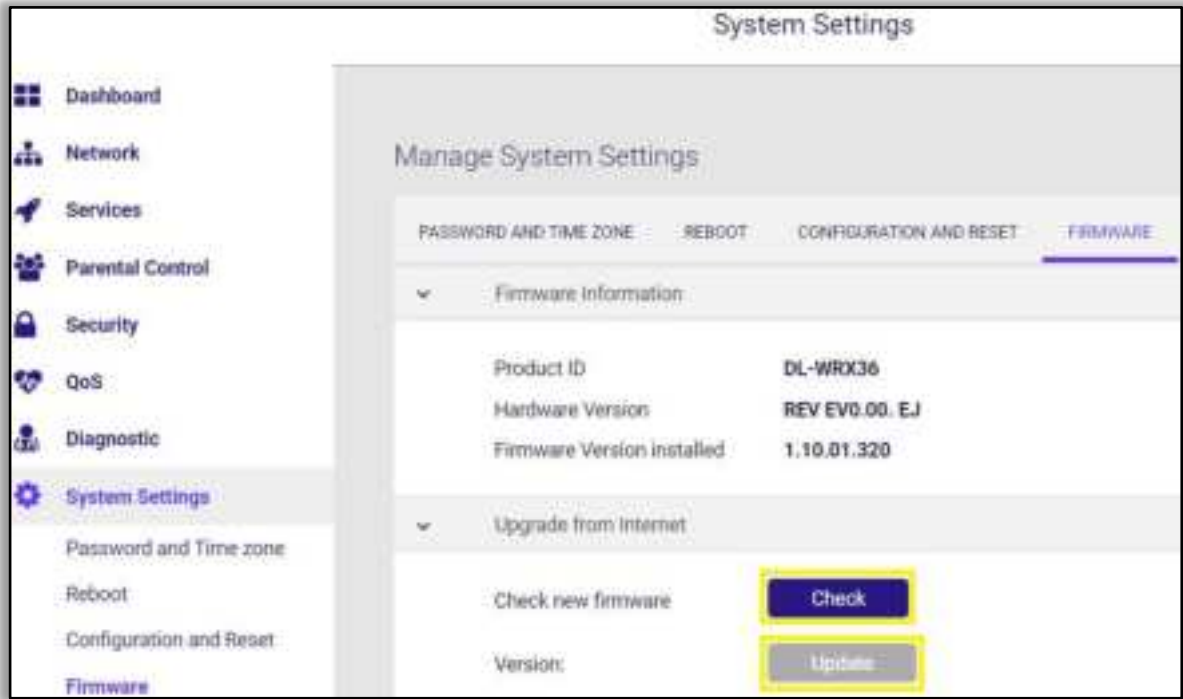 System Settings
Dashboard
Network
Services
Parental Control
Security
QoS
Diagnostic
System Settings
Password and Time zone
Reboot
Configuration and Reset
Firmware
Manage System Settings
PASSWORD AND TIME ZONE REBOOT CONFIGURATION AND RESET FIRMWARE
Firmware Information
Product ID DL-WRX36
Hardware Version REV EV0.00. EJ
Firmware Version installed 1.10.01.320
Upgrade from Internet
Check new firmware Check
Version: Update